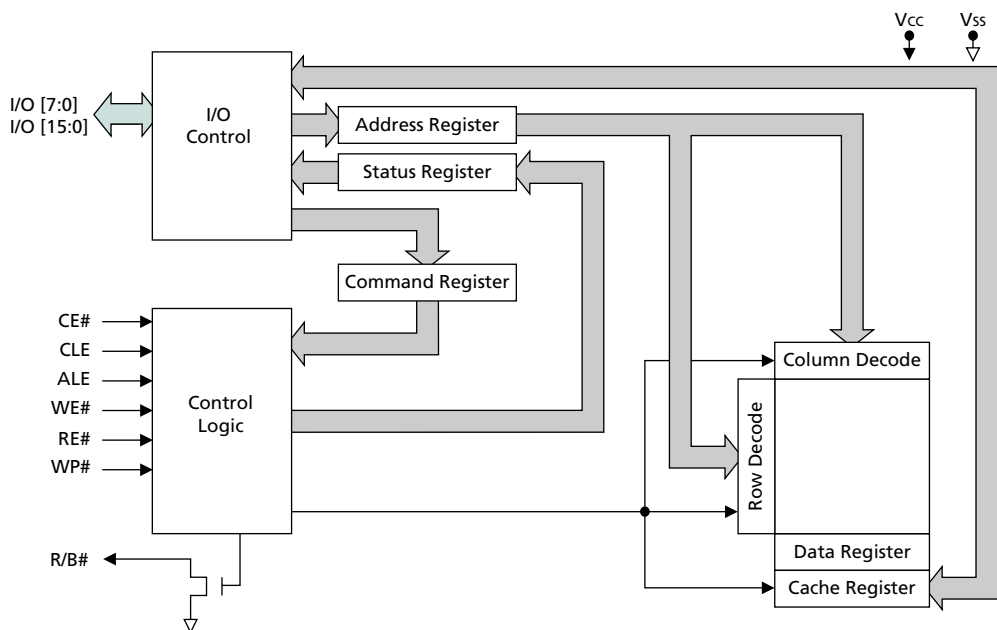 Vcc
Vss
I/O [7:0]
I/O [15:0]
I/O
Control
Address Register
Status Register
Command Register
CE#
CLE
ALE
WE#
RE#
WP#
Control
Logic
Column Decode
Row Decode
Data Register
Cache Register
R/B#